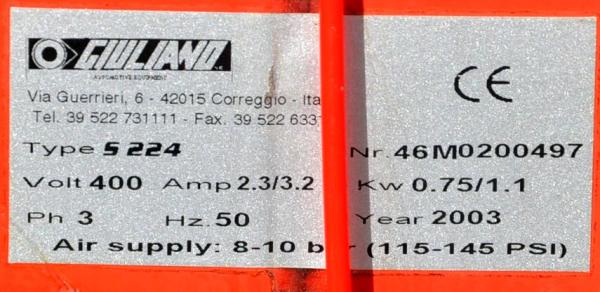 GIULIANO
AUTOMOTIVE EQUIPMENT
CE
Via Guerrieri, 6 - 42015 Correggio - Ita
Tel. 39 522 731111 - Fax. 39 522 633
Type S 224 Nr. 46M0200497
Volt 400 Amp 2.3/3.2 Kw 0.75/1.1
Ph 3 Hz. 50 Year 2003
Air supply: 8-10 bar (115-145 PSI)